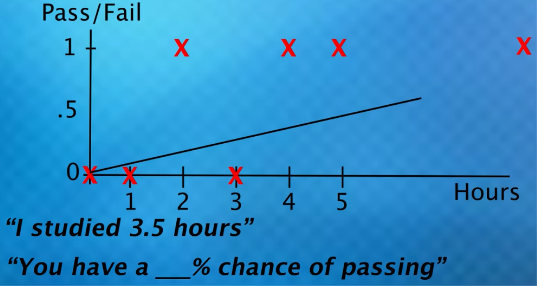 Pass/Fail
1
.5
0
1 2 3 4 5
Hours
“I studied 3.5 hours”
“You have a ___% chance of passing”